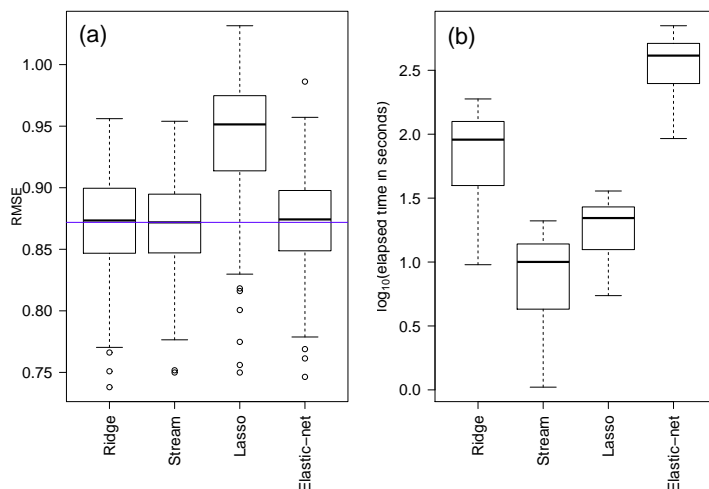 (a)
RMSE
1.00
0.95
0.90
0.85
0.80
0.75
Ridge
Stream
Lasso
Elastic−net
(b)
log₁₀(elapsed time in seconds)
2.5
2.0
1.5
1.0
0.5
0.0
Ridge
Stream
Lasso
Elastic−net